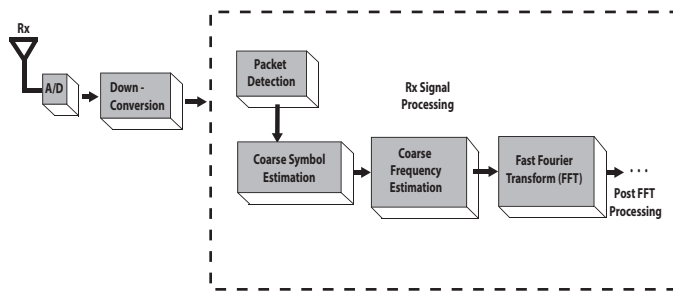 Rx
A/D
Down -
Conversion
Packet
Detection
Rx Signal
Processing
Coarse Symbol
Estimation
Coarse
Frequency
Estimation
Fast Fourier
Transform (FFT)
...
Post FFT
Processing